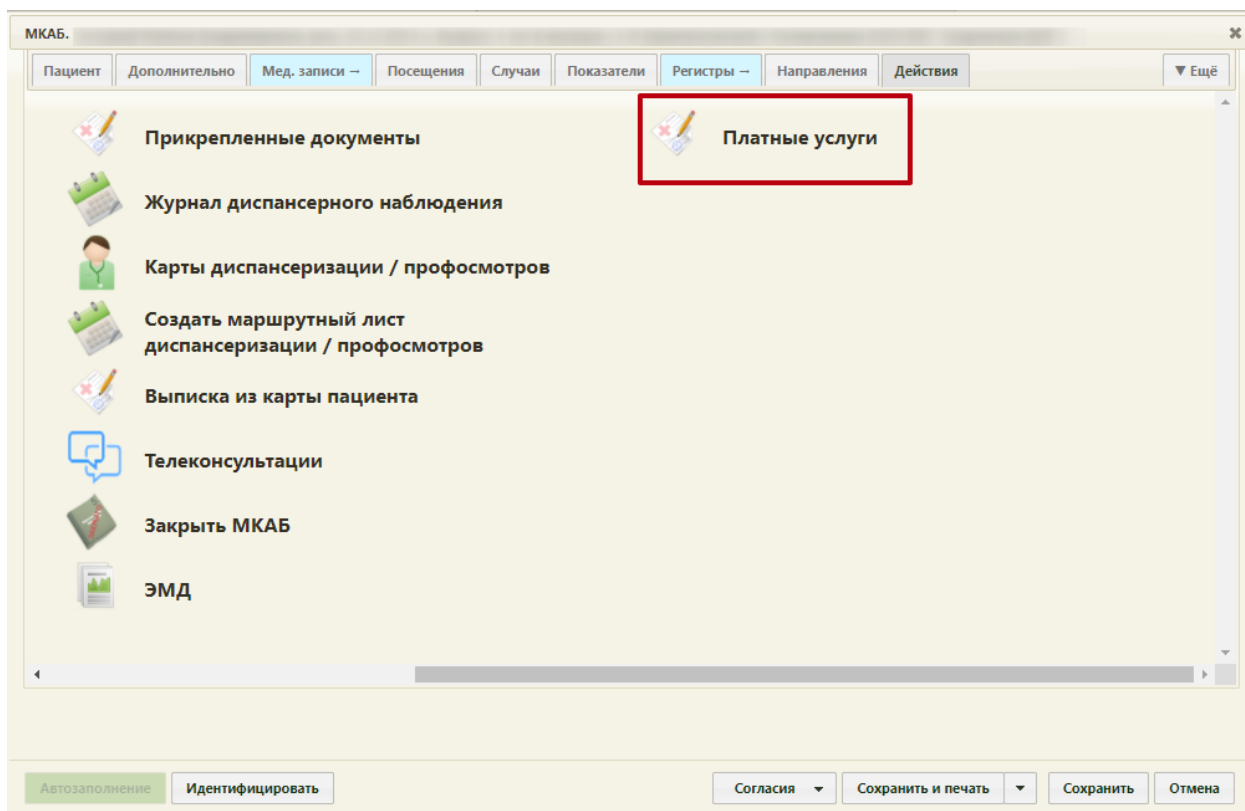 МКАБ.
Пациент Дополнительно Мед. записи → Посещения Случаи Показатели Регистры → Направления Действия ▼ Ещё
Прикрепленные документы
Платные услуги
Журнал диспансерного наблюдения
Карты диспансеризации / профосмотров
Создать маршрутный лист
диспансеризации / профосмотров
Выписка из карты пациента
Телеконсультации
Закрыть МКАБ
ЭМД
Автозаполнение Идентифицировать Согласия Сохранить и печать Сохранить Отмена